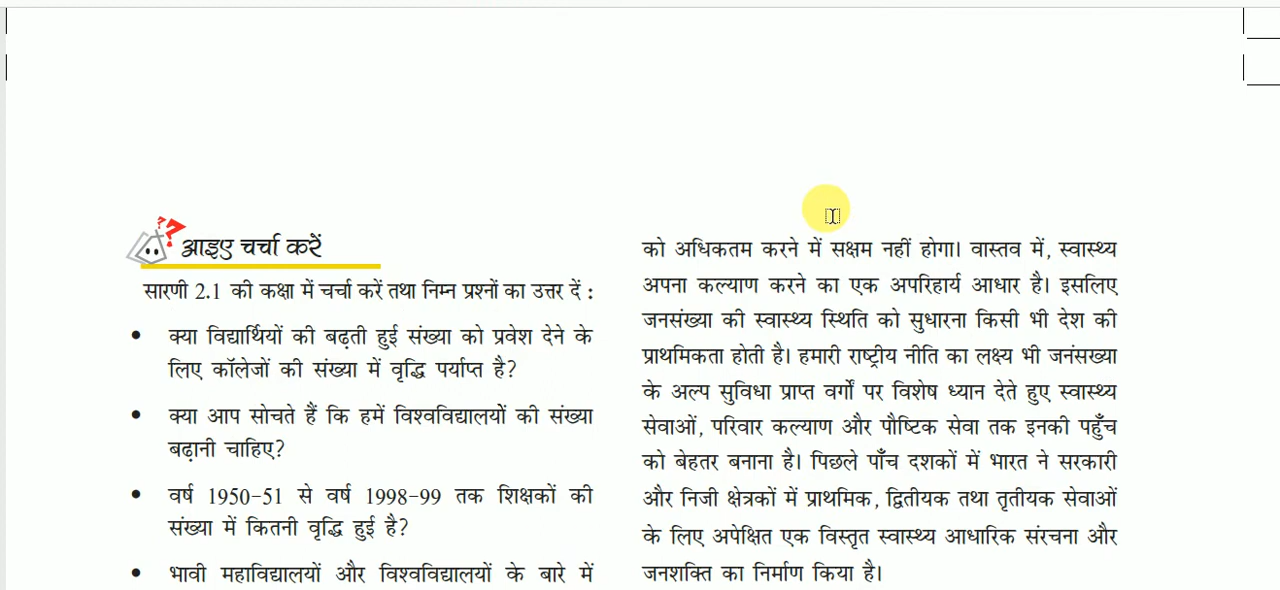 आइए चर्चा करें
सारणी 2.1 की कक्षा में चर्चा करें तथा निम्न प्रश्नों का उत्तर दें :
• क्या विद्यार्थियों की बढ़ती हुई संख्या को प्रवेश देने के
लिए कॉलेजों की संख्या में वृद्धि पर्याप्त है?
• क्या आप सोचते हैं कि हमें विश्वविद्यालयों की संख्या
बढ़ानी चाहिए?
• वर्ष 1950-51 से वर्ष 1998-99 तक शिक्षकों की
संख्या में कितनी वृद्धि हुई है?
• भावी महाविद्यालयों और विश्वविद्यालयों के बारे में
को अधिकतम करने में सक्षम नहीं होगा। वास्तव में, स्वास्थ्य
अपना कल्याण करने का एक अपरिहार्य आधार है। इसलिए
जनसंख्या की स्वास्थ्य स्थिति को सुधारना किसी भी देश की
प्राथमिकता होती है। हमारी राष्ट्रीय नीति का लक्ष्य भी जनंसख्या
के अल्प सुविधा प्राप्त वर्गों पर विशेष ध्यान देते हुए स्वास्थ्य
सेवाओं, परिवार कल्याण और पौष्टिक सेवा तक इनकी पहुँच
को बेहतर बनाना है। पिछले पाँच दशकों में भारत ने सरकारी
और निजी क्षेत्रकों में प्राथमिक, द्वितीयक तथा तृतीयक सेवाओं
के लिए अपेक्षित एक विस्तृत स्वास्थ्य आधारिक संरचना और
जनशक्ति का निर्माण किया है।